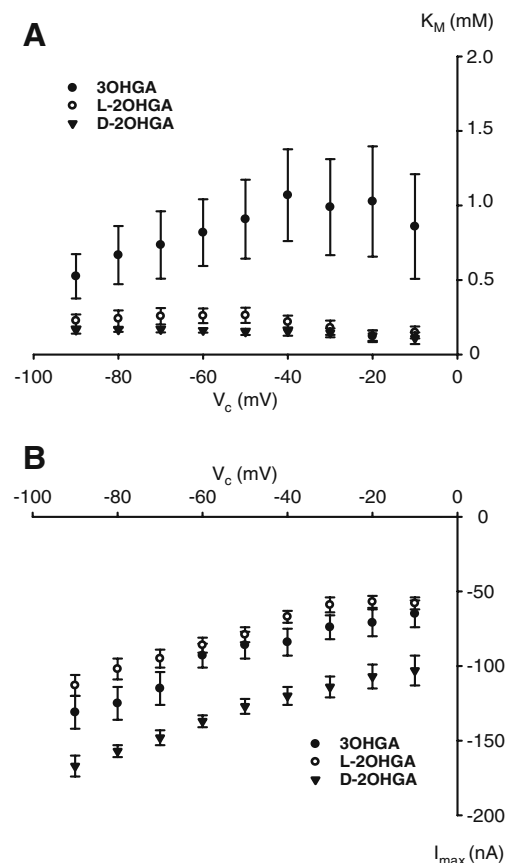 A
K_M (mM)
3OHGA
L-2OHGA
D-2OHGA
2.0
1.5
1.0
0.5
0
-100 -80 -60 -40 -20 0
V_c (mV)
B
V_c (mV)
-100 -80 -60 -40 -20 0
0
-50
-100
-150
-200
3OHGA
L-2OHGA
D-2OHGA
I_max (nA)